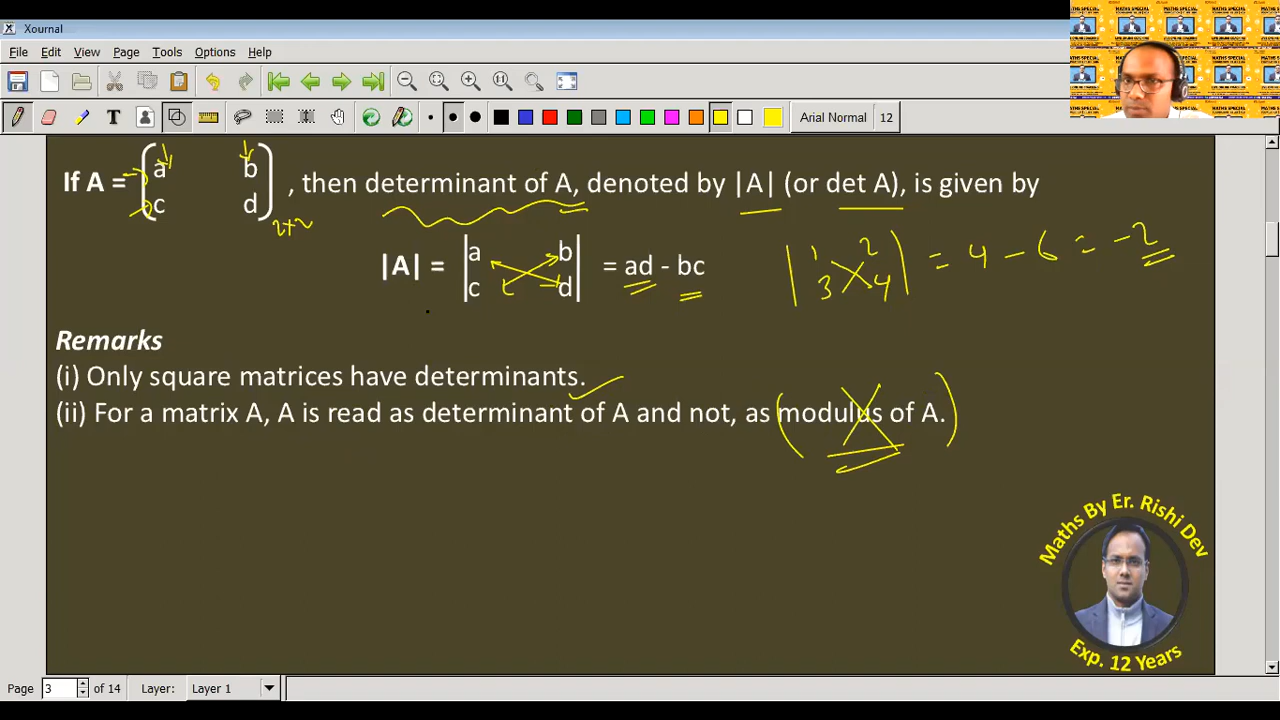 Xournal
File Edit View Page Tools Options Help
Arial Normal 12
If A = a b , then determinant of A, denoted by |A| (or det A), is given by
c d
2×2
|A| = |a b| = ad - bc
|c d|
|1 2| = 4 - 6 = -2
|3 4|
Remarks
(i) Only square matrices have determinants.
(ii) For a matrix A, A is read as determinant of A and not, as (modulus of A.)
Maths By Er. Rishi Dev
Exp. 12 Years
Page 3 of 14 Layer: Layer 1